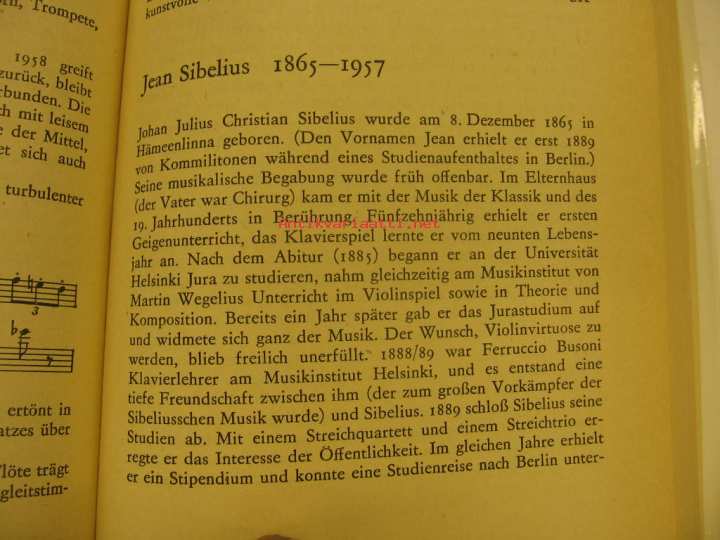 rn, Trompete,
1958 greift
zurück, bleibt
rbunden. Die
ch mit leisem
e der Mittel,
et sich auch
turbulenter
3
ertönt in
atzes über
löte trägt
gleitstim-
kunstvolle
Jean Sibelius 1865—1957
Johan Julius Christian Sibelius wurde am 8. Dezember 1865 in
Hämeenlinna geboren. (Den Vornamen Jean erhielt er erst 1889
von Kommilitonen während eines Studienaufenthaltes in Berlin.)
Seine musikalische Begabung wurde früh offenbar. Im Elternhaus
(der Vater war Chirurg) kam er mit der Musik der Klassik und des
19. Jahrhunderts in Berührung. Fünfzehnjährig erhielt er ersten
Antikvariaatti.net
Geigenunterricht, das Klavierspiel lernte er vom neunten Lebens-
jahr an. Nach dem Abitur (1885) begann er an der Universität
Helsinki Jura zu studieren, nahm gleichzeitig am Musikinstitut von
Martin Wegelius Unterricht im Violinspiel sowie in Theorie und
Komposition. Bereits ein Jahr später gab er das Jurastudium auf
und widmete sich ganz der Musik. Der Wunsch, Violinvirtuose zu
werden, blieb freilich unerfüllt. 1888/89 war Ferruccio Busoni
Klavierlehrer am Musikinstitut Helsinki, und es entstand eine
tiefe Freundschaft zwischen ihm (der zum großen Vorkämpfer der
Sibeliusschen Musik wurde) und Sibelius. 1889 schloß Sibelius seine
Studien ab. Mit einem Streichquartett und einem Streichtrio er-
regte er das Interesse der Öffentlichkeit. Im gleichen Jahre erhielt
er ein Stipendium und konnte eine Studienreise nach Berlin unter-